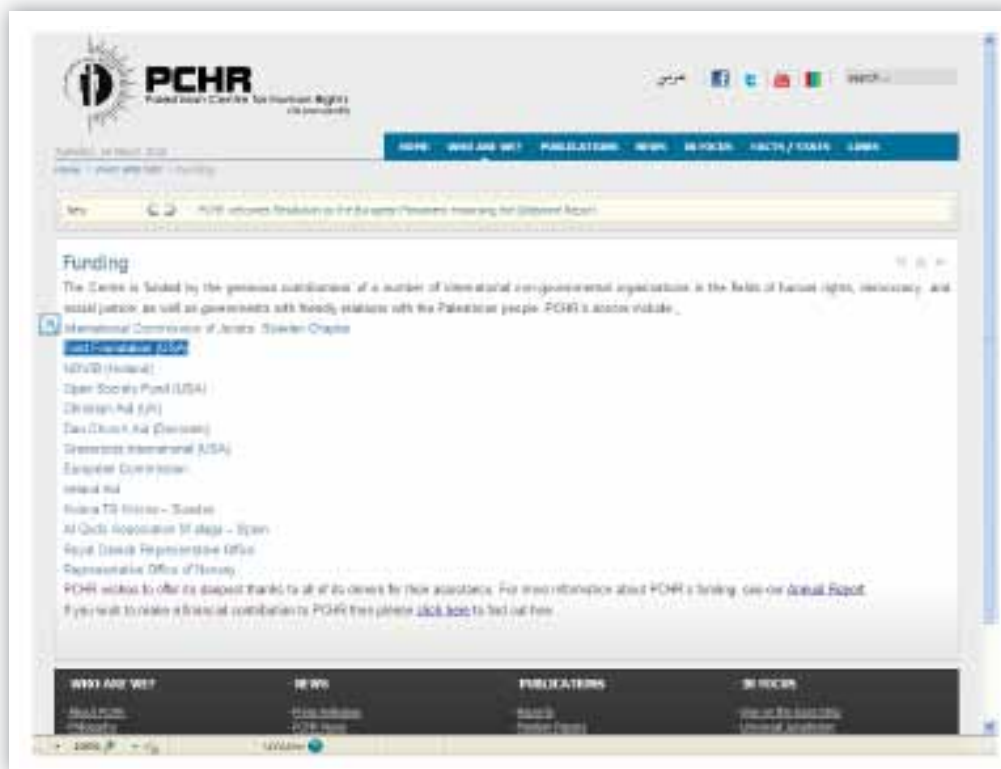 PCHR
Palestinian Centre for Human Rights
عربي
search...
HOME WHO ARE WE? PUBLICATIONS NEWS IN FOCUS FACTS / STATS LINKS
Funding
The Centre is funded by the generous contributions of a number of international non-governmental organizations in the fields of human rights, democracy and
social justice as well as governments with friendly relations with the Palestinian people. PCHR's donors include
International Commission of Jurists Sweden Chapter
Ford Foundation (USA)
NOVIB (Holland)
Open Society Fund (USA)
Christian Aid (UK)
Dan Church Aid (Denmark)
Grassroots International (USA)
European Commission
Ireland Aid
Kvinna Till Kvinna – Sweden
Al Quds Association Malaga – Spain
Royal Danish Representative Office
Representative Office of Norway
PCHR wishes to offer its deepest thanks to all of its donors for their assistance. For more information about PCHR's funding, see our Annual Report.
If you wish to make a financial contribution to PCHR then please click here to find out how
WHO ARE WE? NEWS PUBLICATIONS IN FOCUS
About PCHR Press Releases Reports
Philosophy
100%